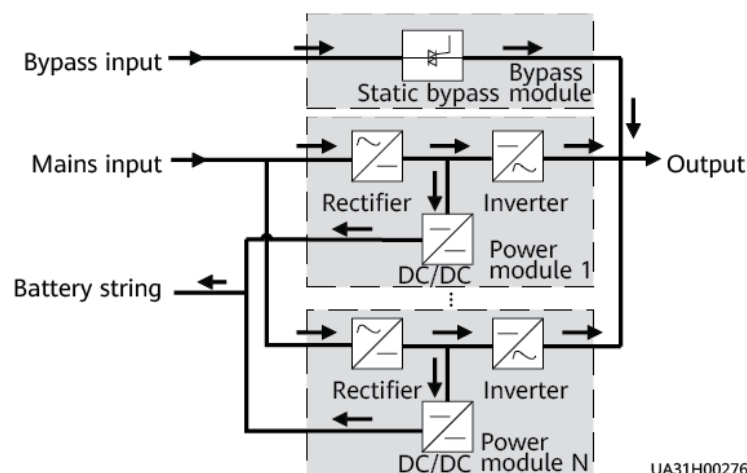 Bypass input
Static bypass
Bypass
module
Mains input
Rectifier
Inverter
Output
DC/DC
Power
module 1
Battery string
Rectifier
Inverter
DC/DC
Power
module N
UA31H00276